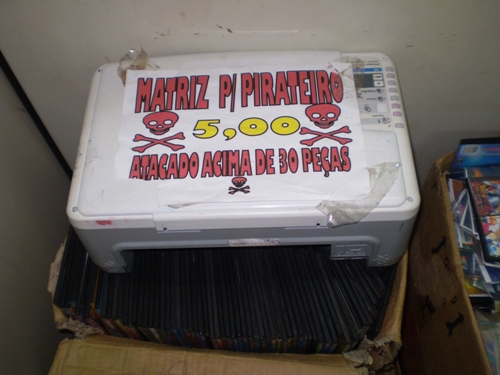 MATRIZ P/ PIRATEIRO
5,00
ATACADO ACIMA DE 30 PEÇAS